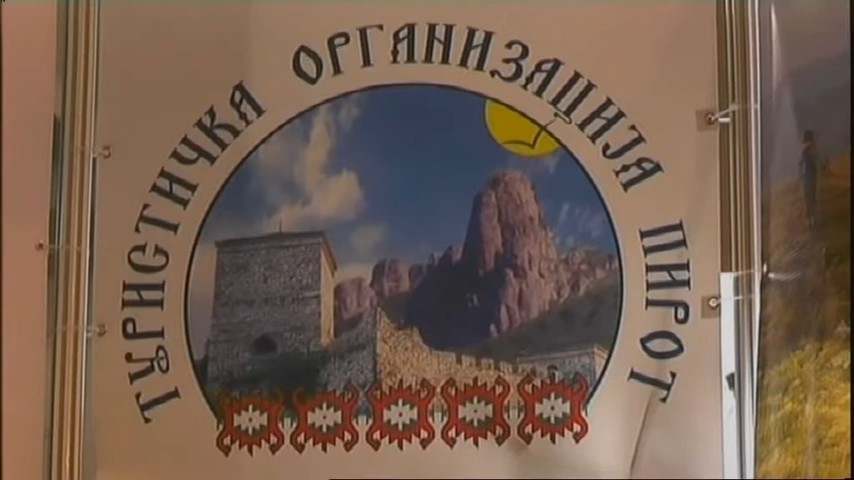 ТУРИСТИЧКА ОРГАНИЗАЦИЈА ПИРОТ